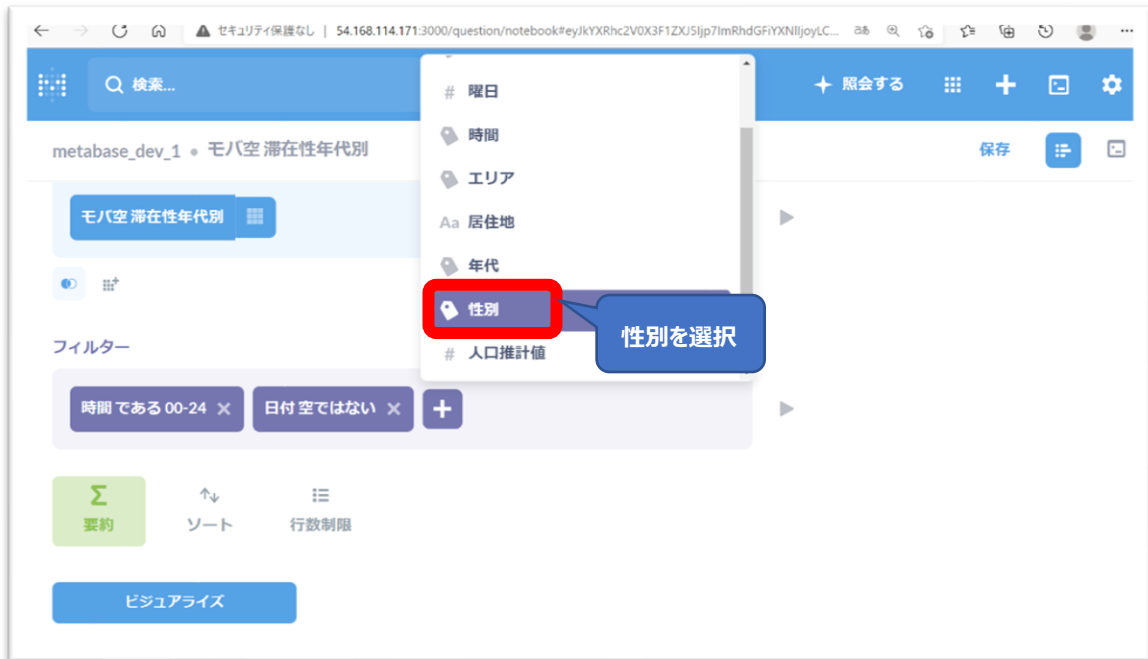 セキュリティ保護なし | 54.168.114.171:3000/question/notebook#eyJkYXRhc2V0X3F1ZXJ5Ijp7ImRhdGFiYXNlIjoyLC...
検索...
照会する
metabase_dev_1 • モバ空 滞在性年代別
保存
# 曜日
時間
エリア
Aa 居住地
年代
性別
# 人口推計値
性別を選択
モバ空 滞在性年代別
フィルター
時間 である 00-24 ×
日付 空ではない ×
+
Σ
要約
ソート
行数制限
ビジュアライズ